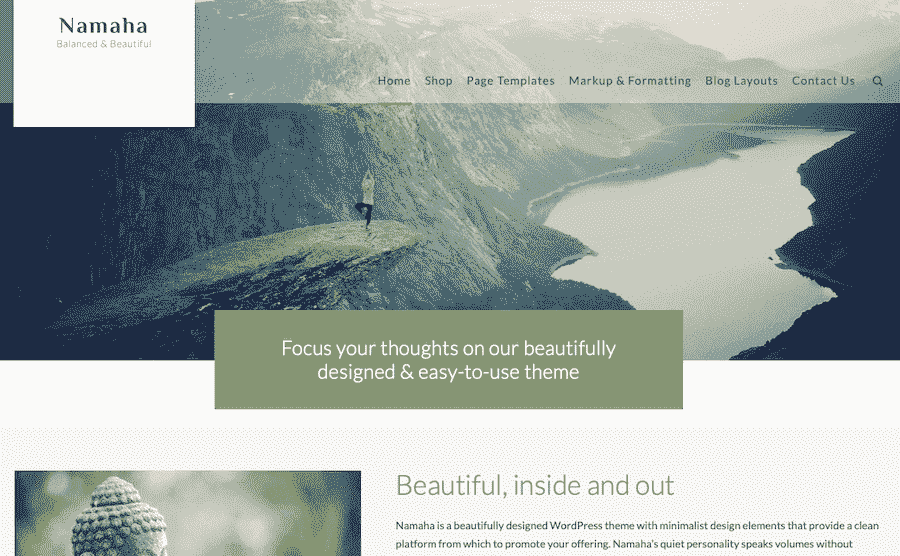 Namaha
Balanced & Beautiful
Home Shop Page Templates Markup & Formatting Blog Layouts Contact Us
Focus your thoughts on our beautifully
designed & easy-to-use theme
Beautiful, inside and out
Namaha is a beautifully designed WordPress theme with minimalist design elements that provide a clean
platform from which to promote your offering. Namaha's quiet personality speaks volumes without